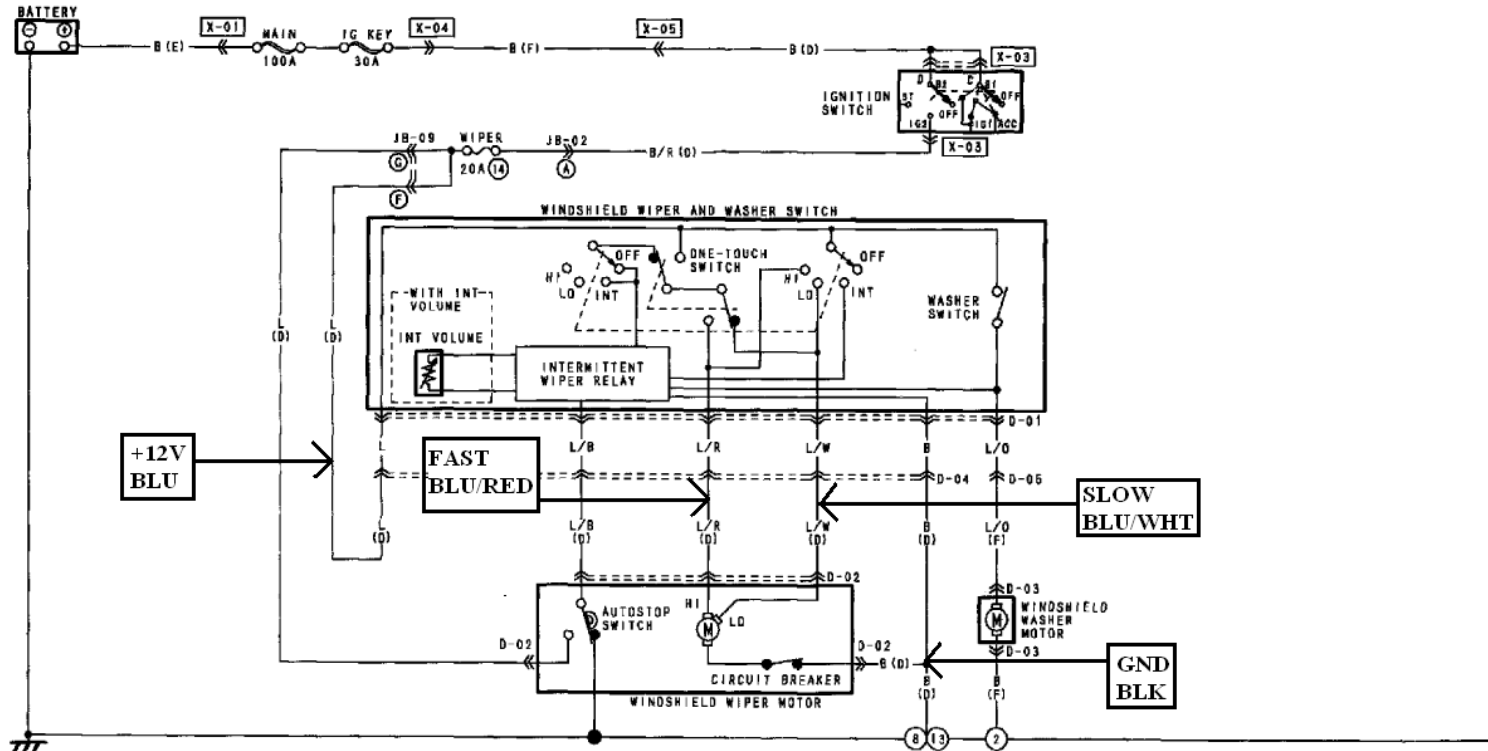 BATTERY
X-01
MAIN
IG KEY
X-04
X-05
B(E)
100A
30A
B(F)
B(D)
X-03
IGNITION
SWITCH
D
B2
C
B1
ST
OFF
OFF
IG2
IG1
ACC
X-03
JB-09
WIPER
JB-02
G
20A
14
A
B/R(D)
F
WINDSHIELD WIPER AND WASHER SWITCH
OFF
ONE-TOUCH
SWITCH
OFF
HI
LO
INT
HI
LO
INT
WASHER
SWITCH
WITH INT
VOLUME
INT VOLUME
INTERMITTENT
WIPER RELAY
L
(D)
L
(D)
D-01
L
L/B
L/R
L/W
B
L/O
+12V
BLU
FAST
BLU/RED
D-04
D-05
SLOW
BLU/WHT
L
(D)
L/B
(D)
L/R
(D)
L/W
(D)
B
(D)
L/O
(F)
D-02
D-03
AUTOSTOP
SWITCH
HI
LO
M
M
WINDSHIELD
WASHER
MOTOR
D-02
D-02
B(D)
D-03
CIRCUIT BREAKER
WINDSHIELD WIPER MOTOR
B
(D)
B
(F)
GND
BLK
8
13
2